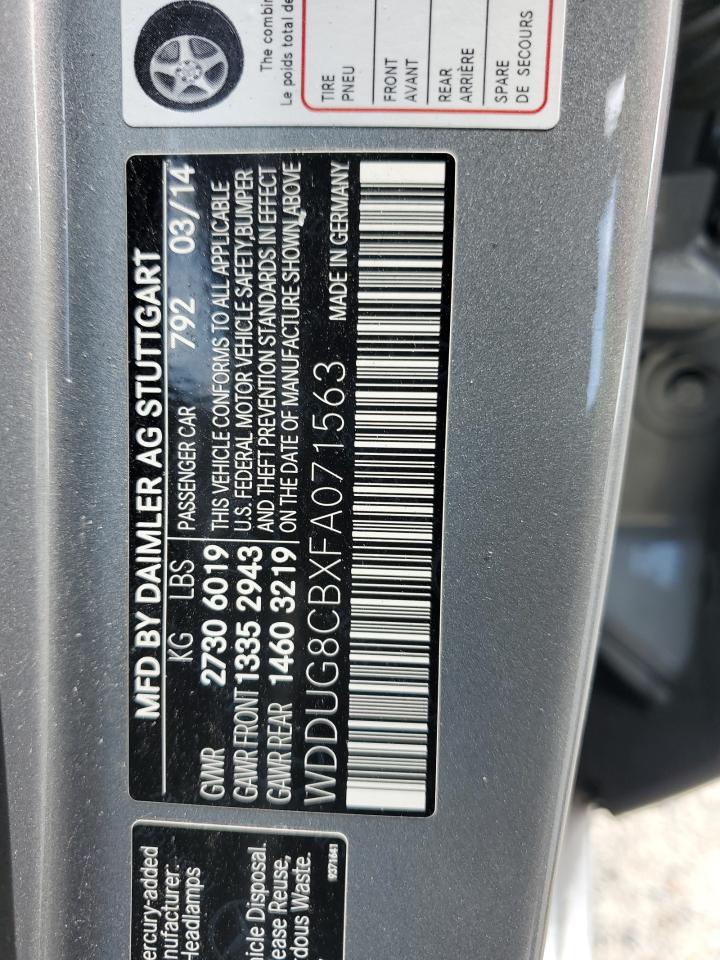 The combin
Le poids total de
TIRE
PNEU
FRONT
AVANT
REAR
ARRIÈRE
SPARE
DE SECOURS
MFD BY DAIMLER AG STUTTGART
KG LBS PASSENGER CAR 792 03/14
GVWR 2730 6019 THIS VEHICLE CONFORMS TO ALL APPLICABLE
GAWR FRONT 1335 2943 U.S. FEDERAL MOTOR VEHICLE SAFETY, BUMPER
GAWR REAR 1460 3219 AND THEFT PREVENTION STANDARDS IN EFFECT
ON THE DATE OF MANUFACTURE SHOWN ABOVE
WDDUG8CBXFA071563 MADE IN GERMANY
ercury-added
nufacturer.
Headlamps
hicle Disposal.
ease Reuse,
rdous Waste.